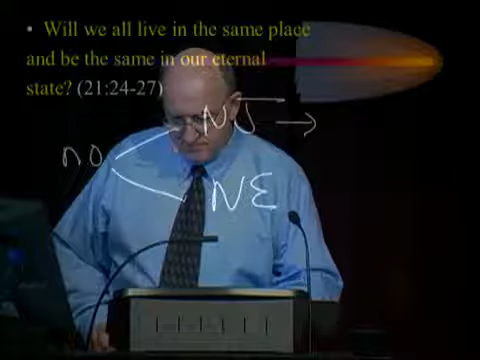 • Will we all live in the same place
and be the same in our eternal
state? (21:24-27)
NJ
no
NE